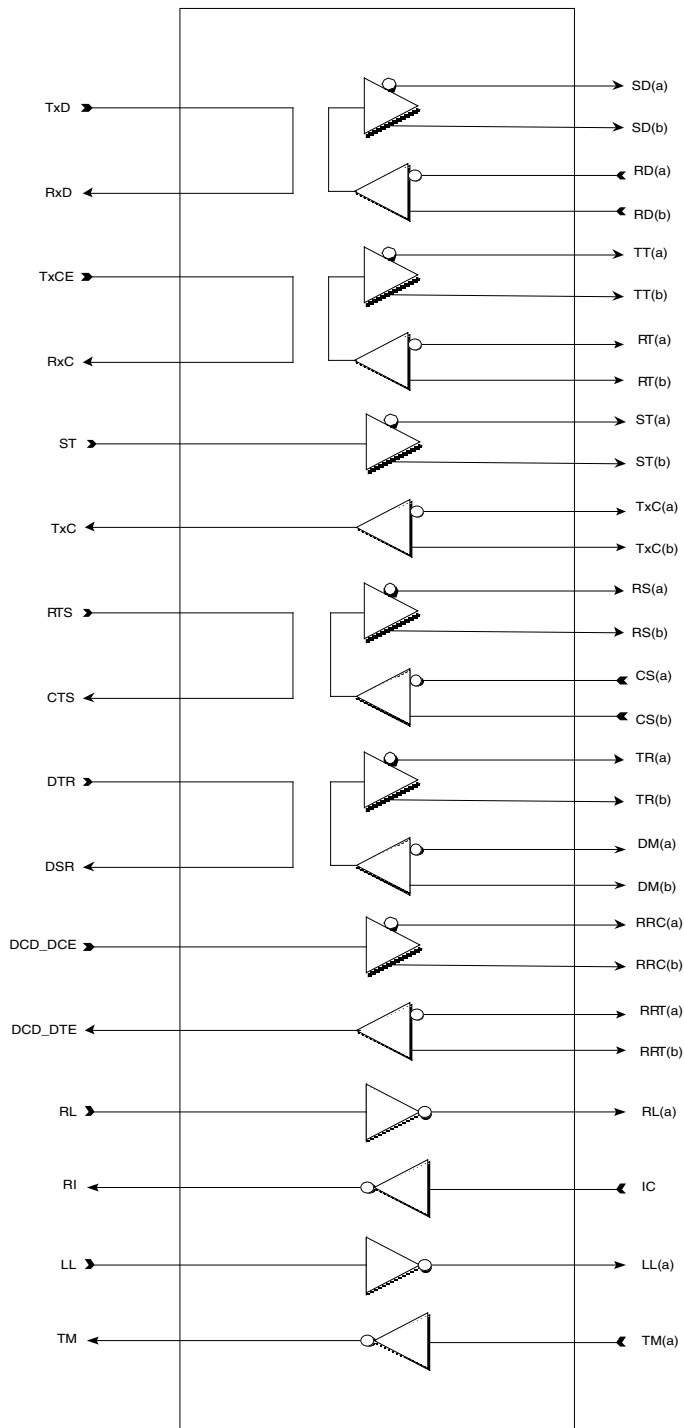 TxD
SD(a)
SD(b)
RxD
RD(a)
RD(b)
TxCE
TT(a)
TT(b)
RxC
RT(a)
RT(b)
ST
ST(a)
ST(b)
TxC
TxC(a)
TxC(b)
RTS
RS(a)
RS(b)
CTS
CS(a)
CS(b)
DTR
TR(a)
TR(b)
DSR
DM(a)
DM(b)
DCD_DCE
RRC(a)
RRC(b)
DCD_DTE
RRT(a)
RRT(b)
RL
RL(a)
RI
IC
LL
LL(a)
TM
TM(a)